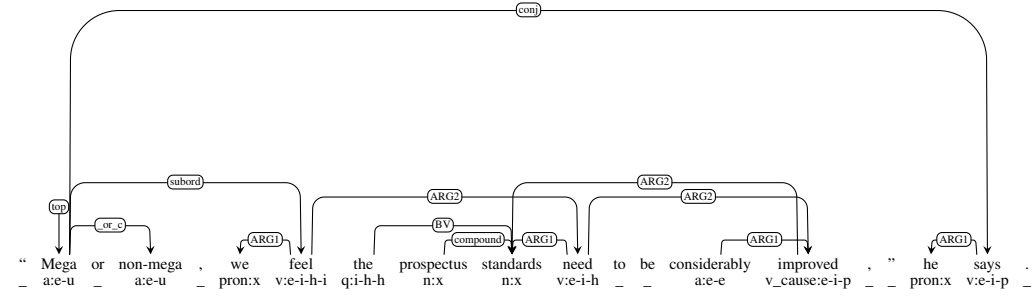 conj
subord ARG2
top ARG2 ARG2
_or_c BV
ARG1 compound ARG1 ARG1 ARG1
“ Mega or non-mega , we feel the prospectus standards need to be considerably improved , ” he says .
_ a:e-u _ a:e-u _ pron:x v:e-i-h-i q:i-h-h n:x n:x v:e-i-h _ _ a:e-e v_cause:e-i-p _ _ pron:x v:e-i-p _